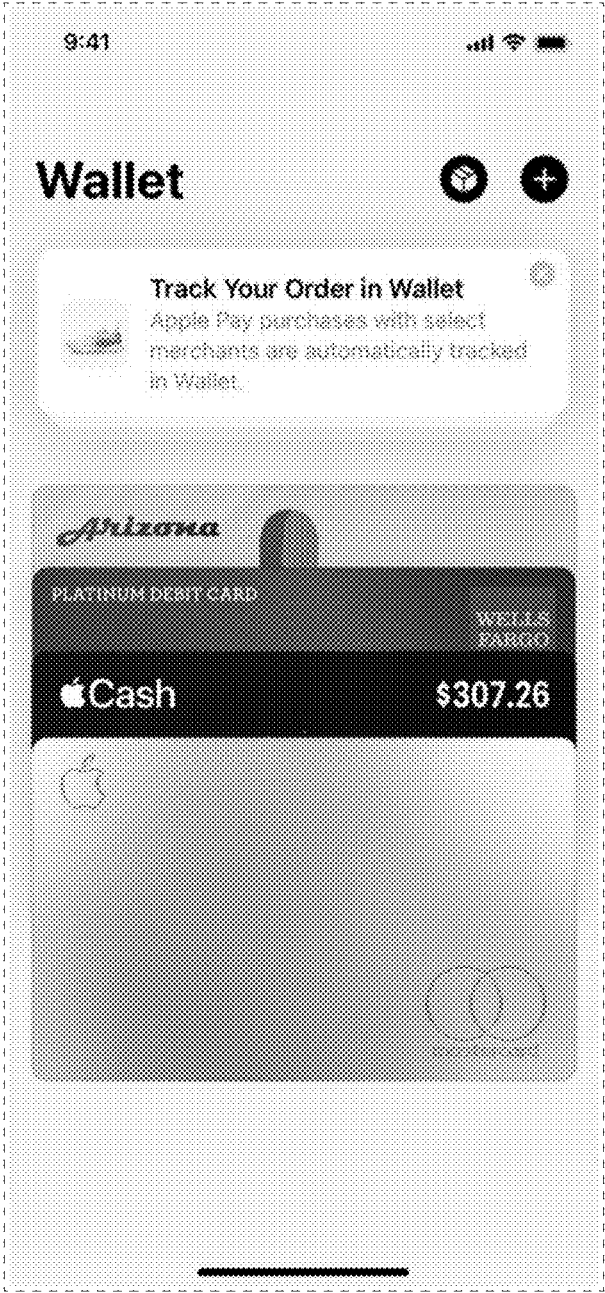 9:41
Wallet
Track Your Order in Wallet
Apple Pay purchases with select
merchants are automatically tracked
in Wallet.
Arizona
PLATINUM DEBIT CARD
WELLS
FARGO
Cash
$307.26